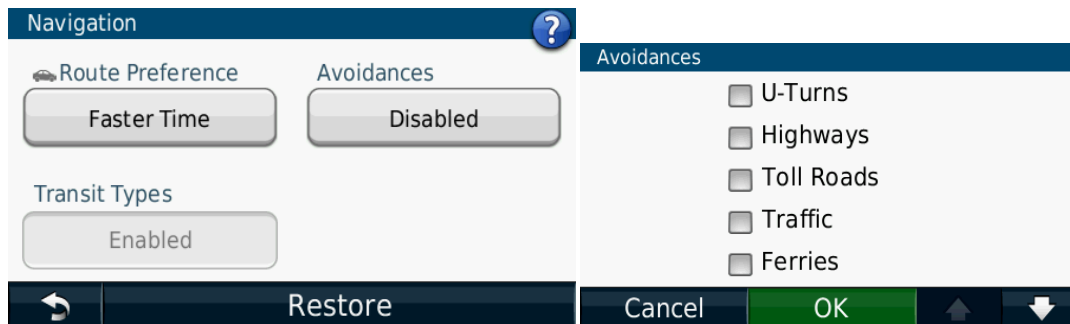 Navigation
?
Route Preference
Avoidances
Faster Time
Disabled
Transit Types
Enabled
Restore
Avoidances
U-Turns
Highways
Toll Roads
Traffic
Ferries
Cancel
OK